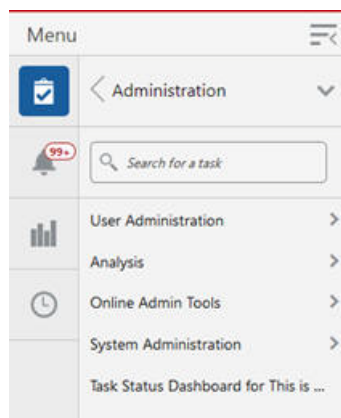 Menu
Administration
99+
Search for a task
User Administration
Analysis
Online Admin Tools
System Administration
Task Status Dashboard for This is ...